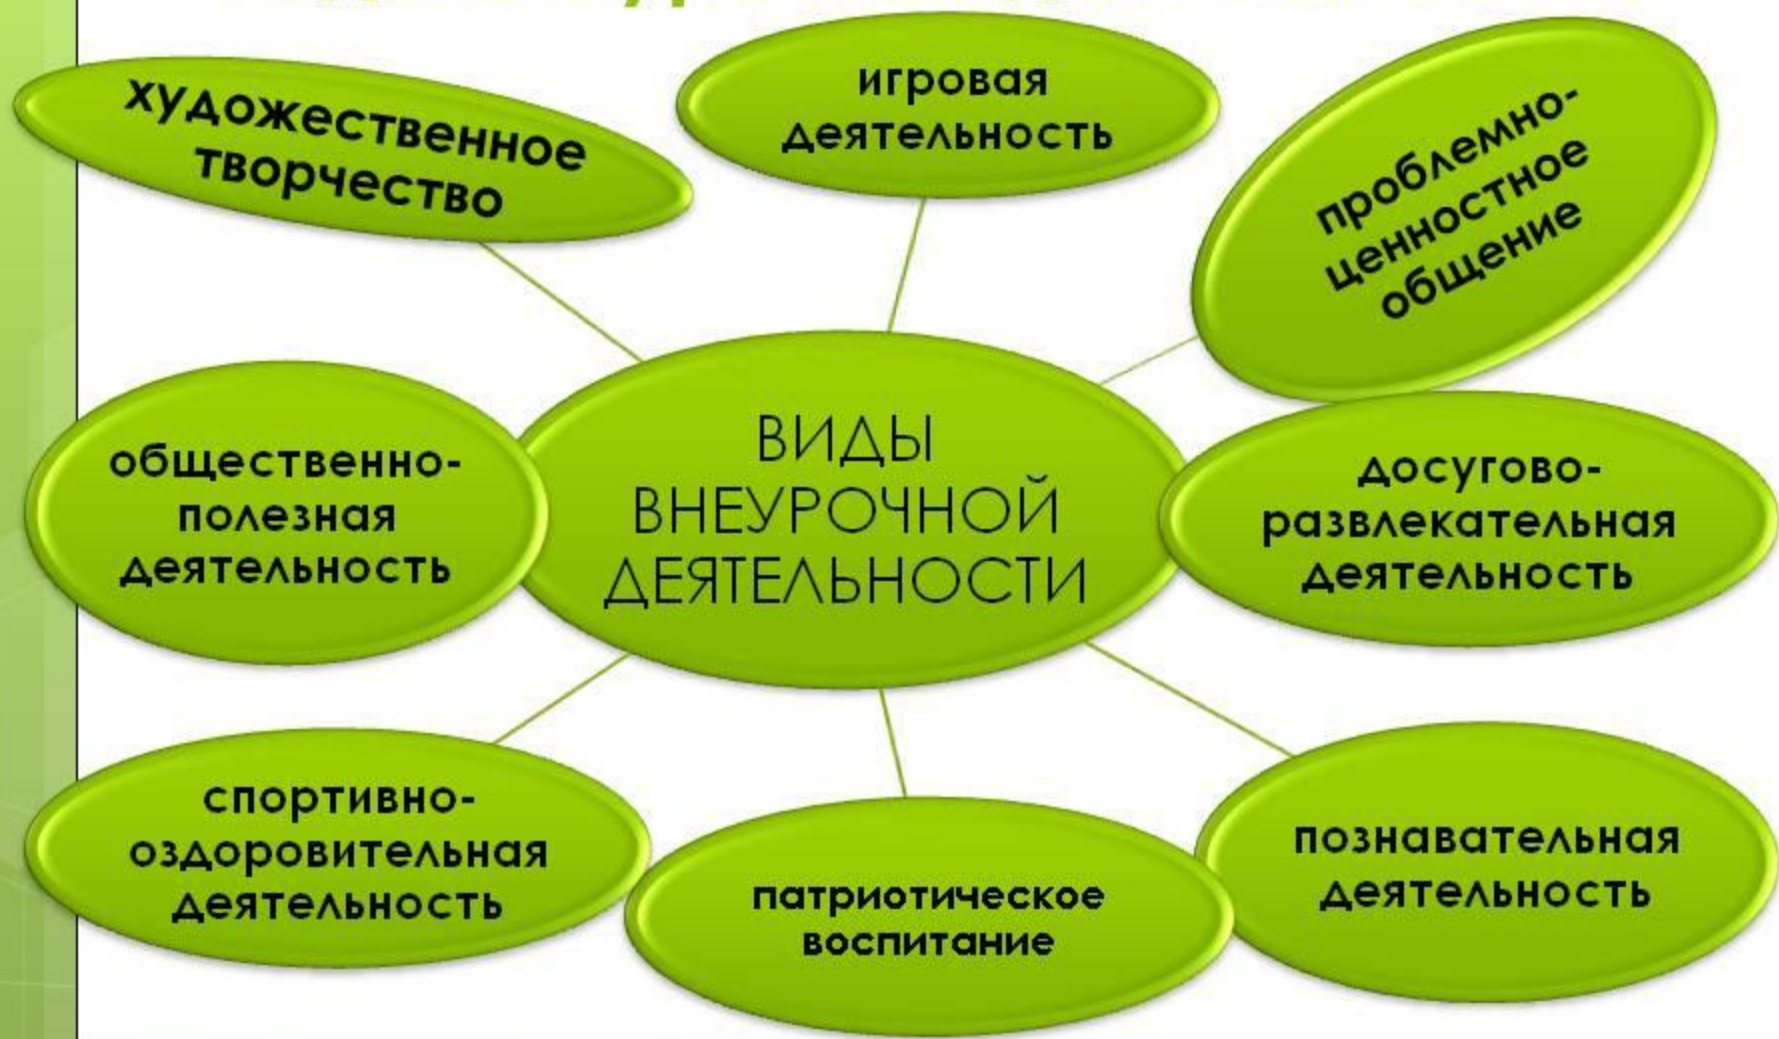 художественное
творчество
игровая
деятельность
проблемно-
ценностное
общение
общественно-
полезная
деятельность
ВИДЫ
ВНЕУРОЧНОЙ
ДЕЯТЕЛЬНОСТИ
досугово-
развлекательная
деятельность
спортивно-
оздоровительная
деятельность
патриотическое
воспитание
познавательная
деятельность